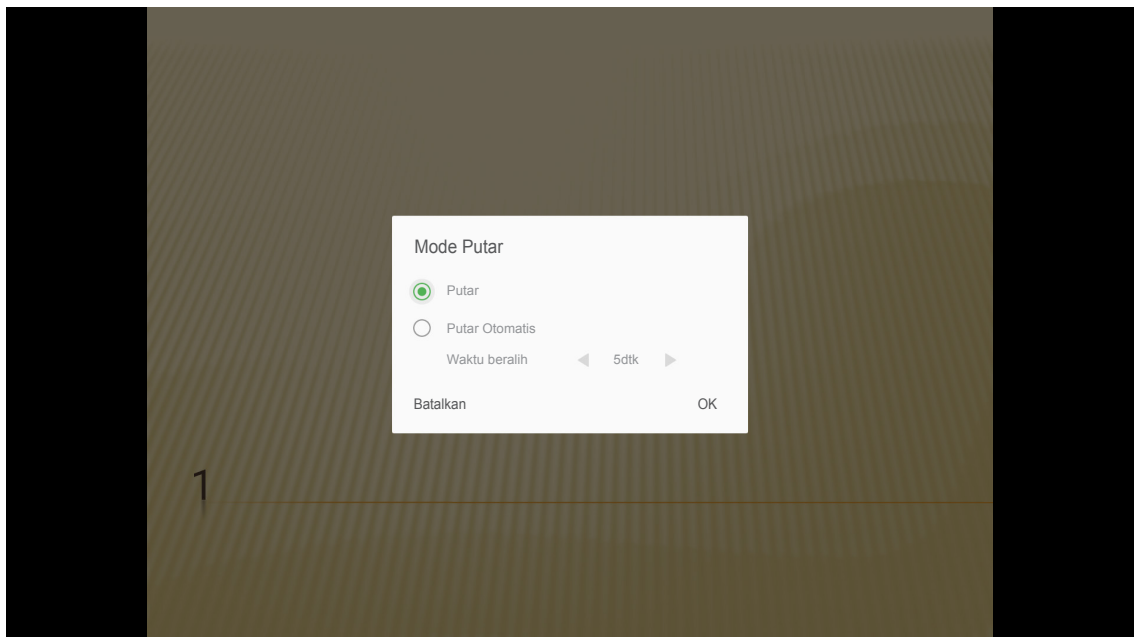 Mode Putar
Putar
Putar Otomatis
Waktu beralih 5dtk
Batalkan OK
1